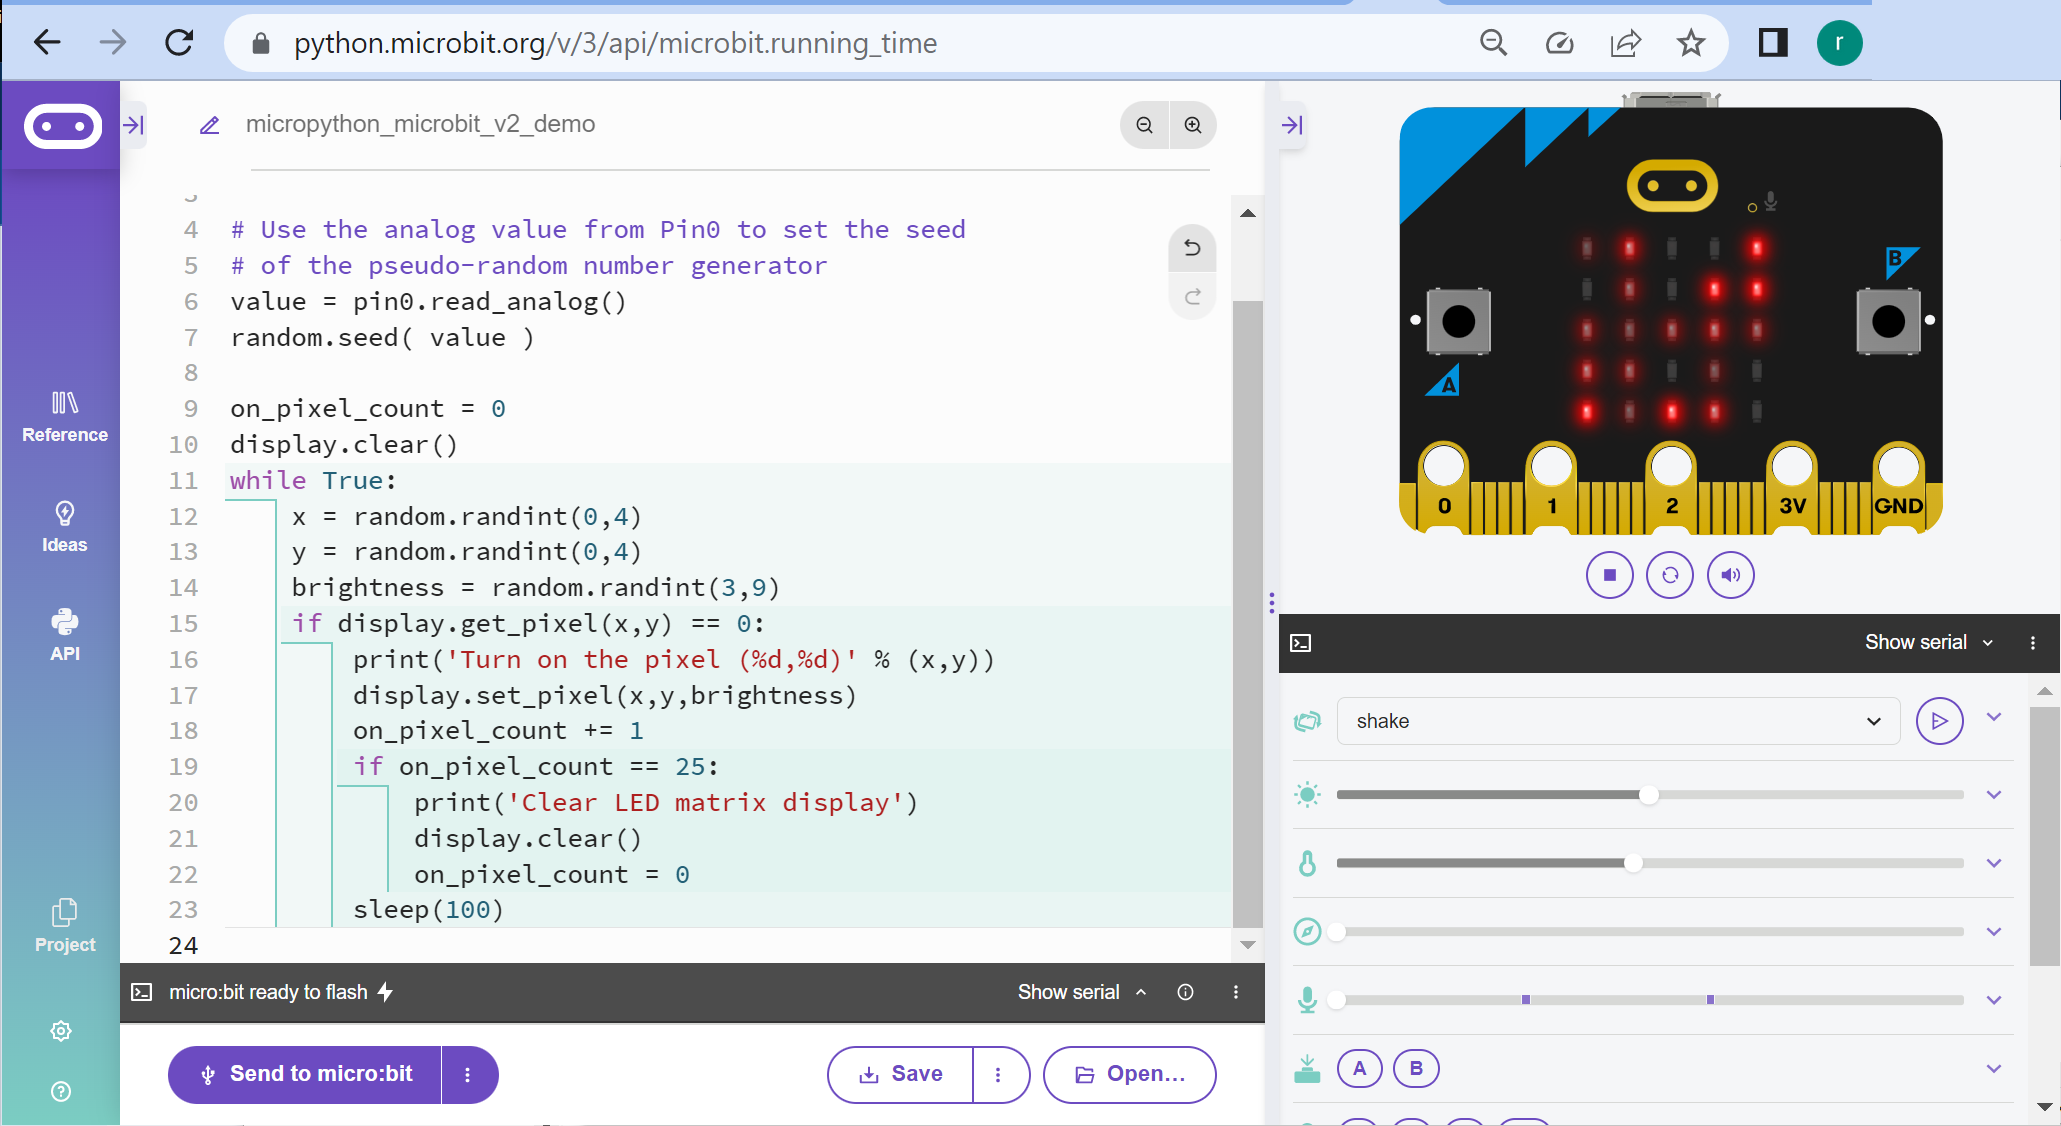 python.microbit.org/v/3/api/microbit.running_time
r
micropython_microbit_v2_demo
4 # Use the analog value from Pin0 to set the seed
5 # of the pseudo-random number generator
6 value = pin0.read_analog()
7 random.seed( value )
8
9 on_pixel_count = 0
10 display.clear()
11 while True:
12 x = random.randint(0,4)
13 y = random.randint(0,4)
14 brightness = random.randint(3,9)
15 if display.get_pixel(x,y) == 0:
16 print('Turn on the pixel (%d,%d)' % (x,y))
17 display.set_pixel(x,y,brightness)
18 on_pixel_count += 1
19 if on_pixel_count == 25:
20 print('Clear LED matrix display')
21 display.clear()
22 on_pixel_count = 0
23 sleep(100)
24
Reference
Ideas
API
Project
micro:bit ready to flash
Show serial
Send to micro:bit
Save
Open...
B
A
0 1 2 3V GND
Show serial
shake
A B